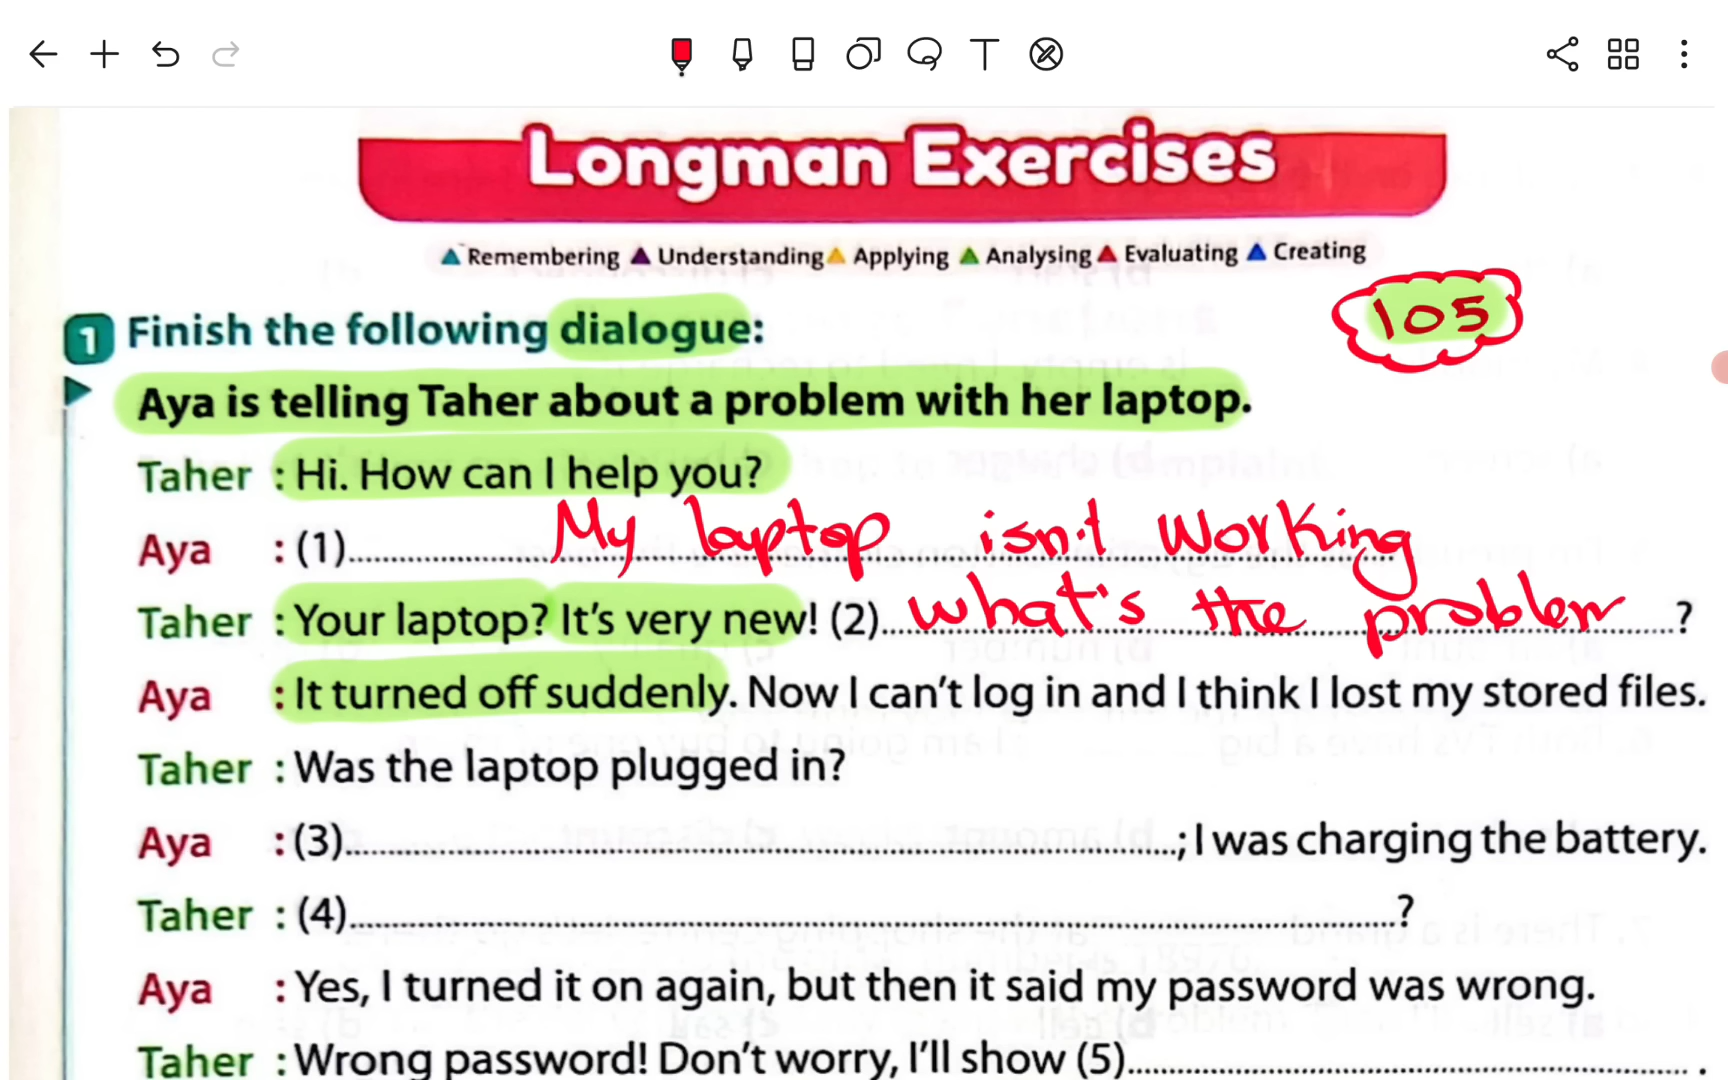 Longman Exercises
Remembering Understanding Applying Analysing Evaluating Creating
105
1 Finish the following dialogue:
Aya is telling Taher about a problem with her laptop.
Taher : Hi. How can I help you?
Aya : (1)........ My laptop isn't working
Taher : Your laptop? It's very new! (2)........ what's the problem ........?
Aya : It turned off suddenly. Now I can't log in and I think I lost my stored files.
Taher : Was the laptop plugged in?
Aya : (3)........; I was charging the battery.
Taher : (4)........?
Aya : Yes, I turned it on again, but then it said my password was wrong.
Taher : Wrong password! Don't worry, I'll show (5)........ .